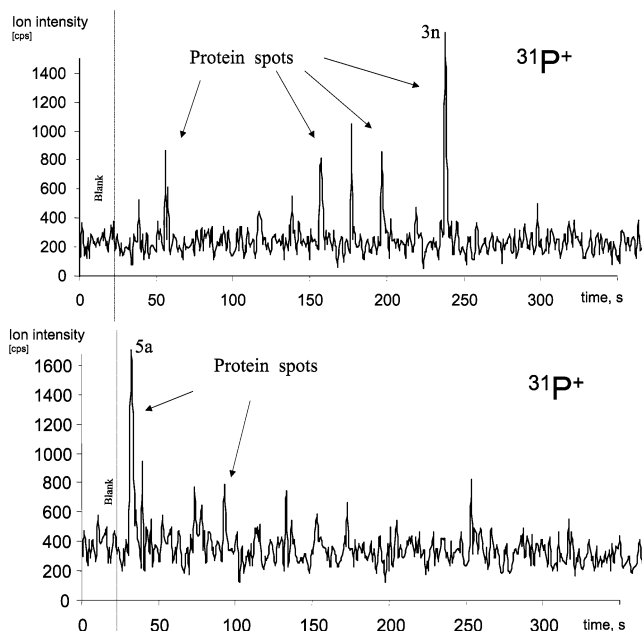 Ion intensity
[cps]
3n
31P+
Protein spots
1400
1200
1000
800
600
400
200
0
Blank
0 50 100 150 200 250 300 time, s
Ion intensity
[cps]
5a
Protein spots
31P+
1600
1400
1200
1000
800
600
400
200
0
Blank
0 50 100 150 200 250 300 time, s